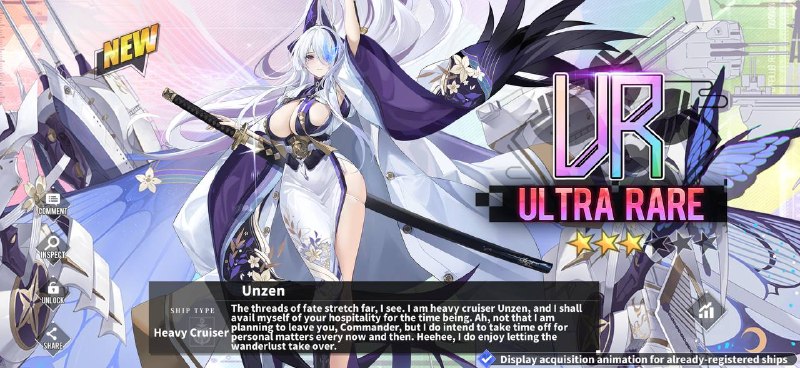 NEW
UR
ULTRA RARE
COMMENT
INSPECT
UNLOCK
SHARE
Unzen
SHIP TYPE
Heavy Cruiser
The threads of fate stretch far, I see. I am heavy cruiser Unzen, and I shall
avail myself of your hospitality for the time being. Ah, not that I am
planning to leave you, Commander, but I do intend to take time off for
personal matters every now and then. Heehee, I do enjoy letting the
wanderlust take over.
Display acquisition animation for already-registered ships